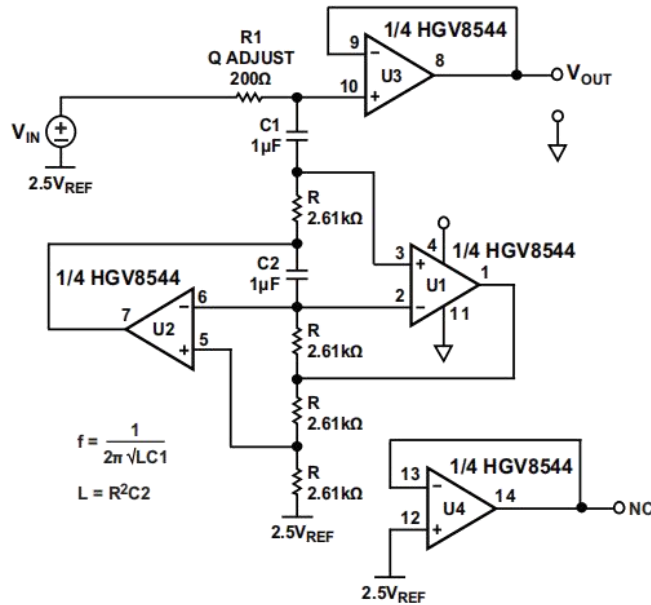 1/4 HGV8544
R1
Q ADJUST
200Ω
9
−
8
U3
10
+
V_OUT
V_IN
+
−
2.5V_REF
C1
1µF
R
2.61kΩ
C2
1µF
1/4 HGV8544
7
6
−
U2
5
+
3
+
4
1/4 HGV8544
1
U1
2
−
11
R
2.61kΩ
R
2.61kΩ
R
2.61kΩ
2.5V_REF
f = 1 / 2π √LC1
L = R²C2
1/4 HGV8544
13
−
14
U4
12
+
NC
2.5V_REF